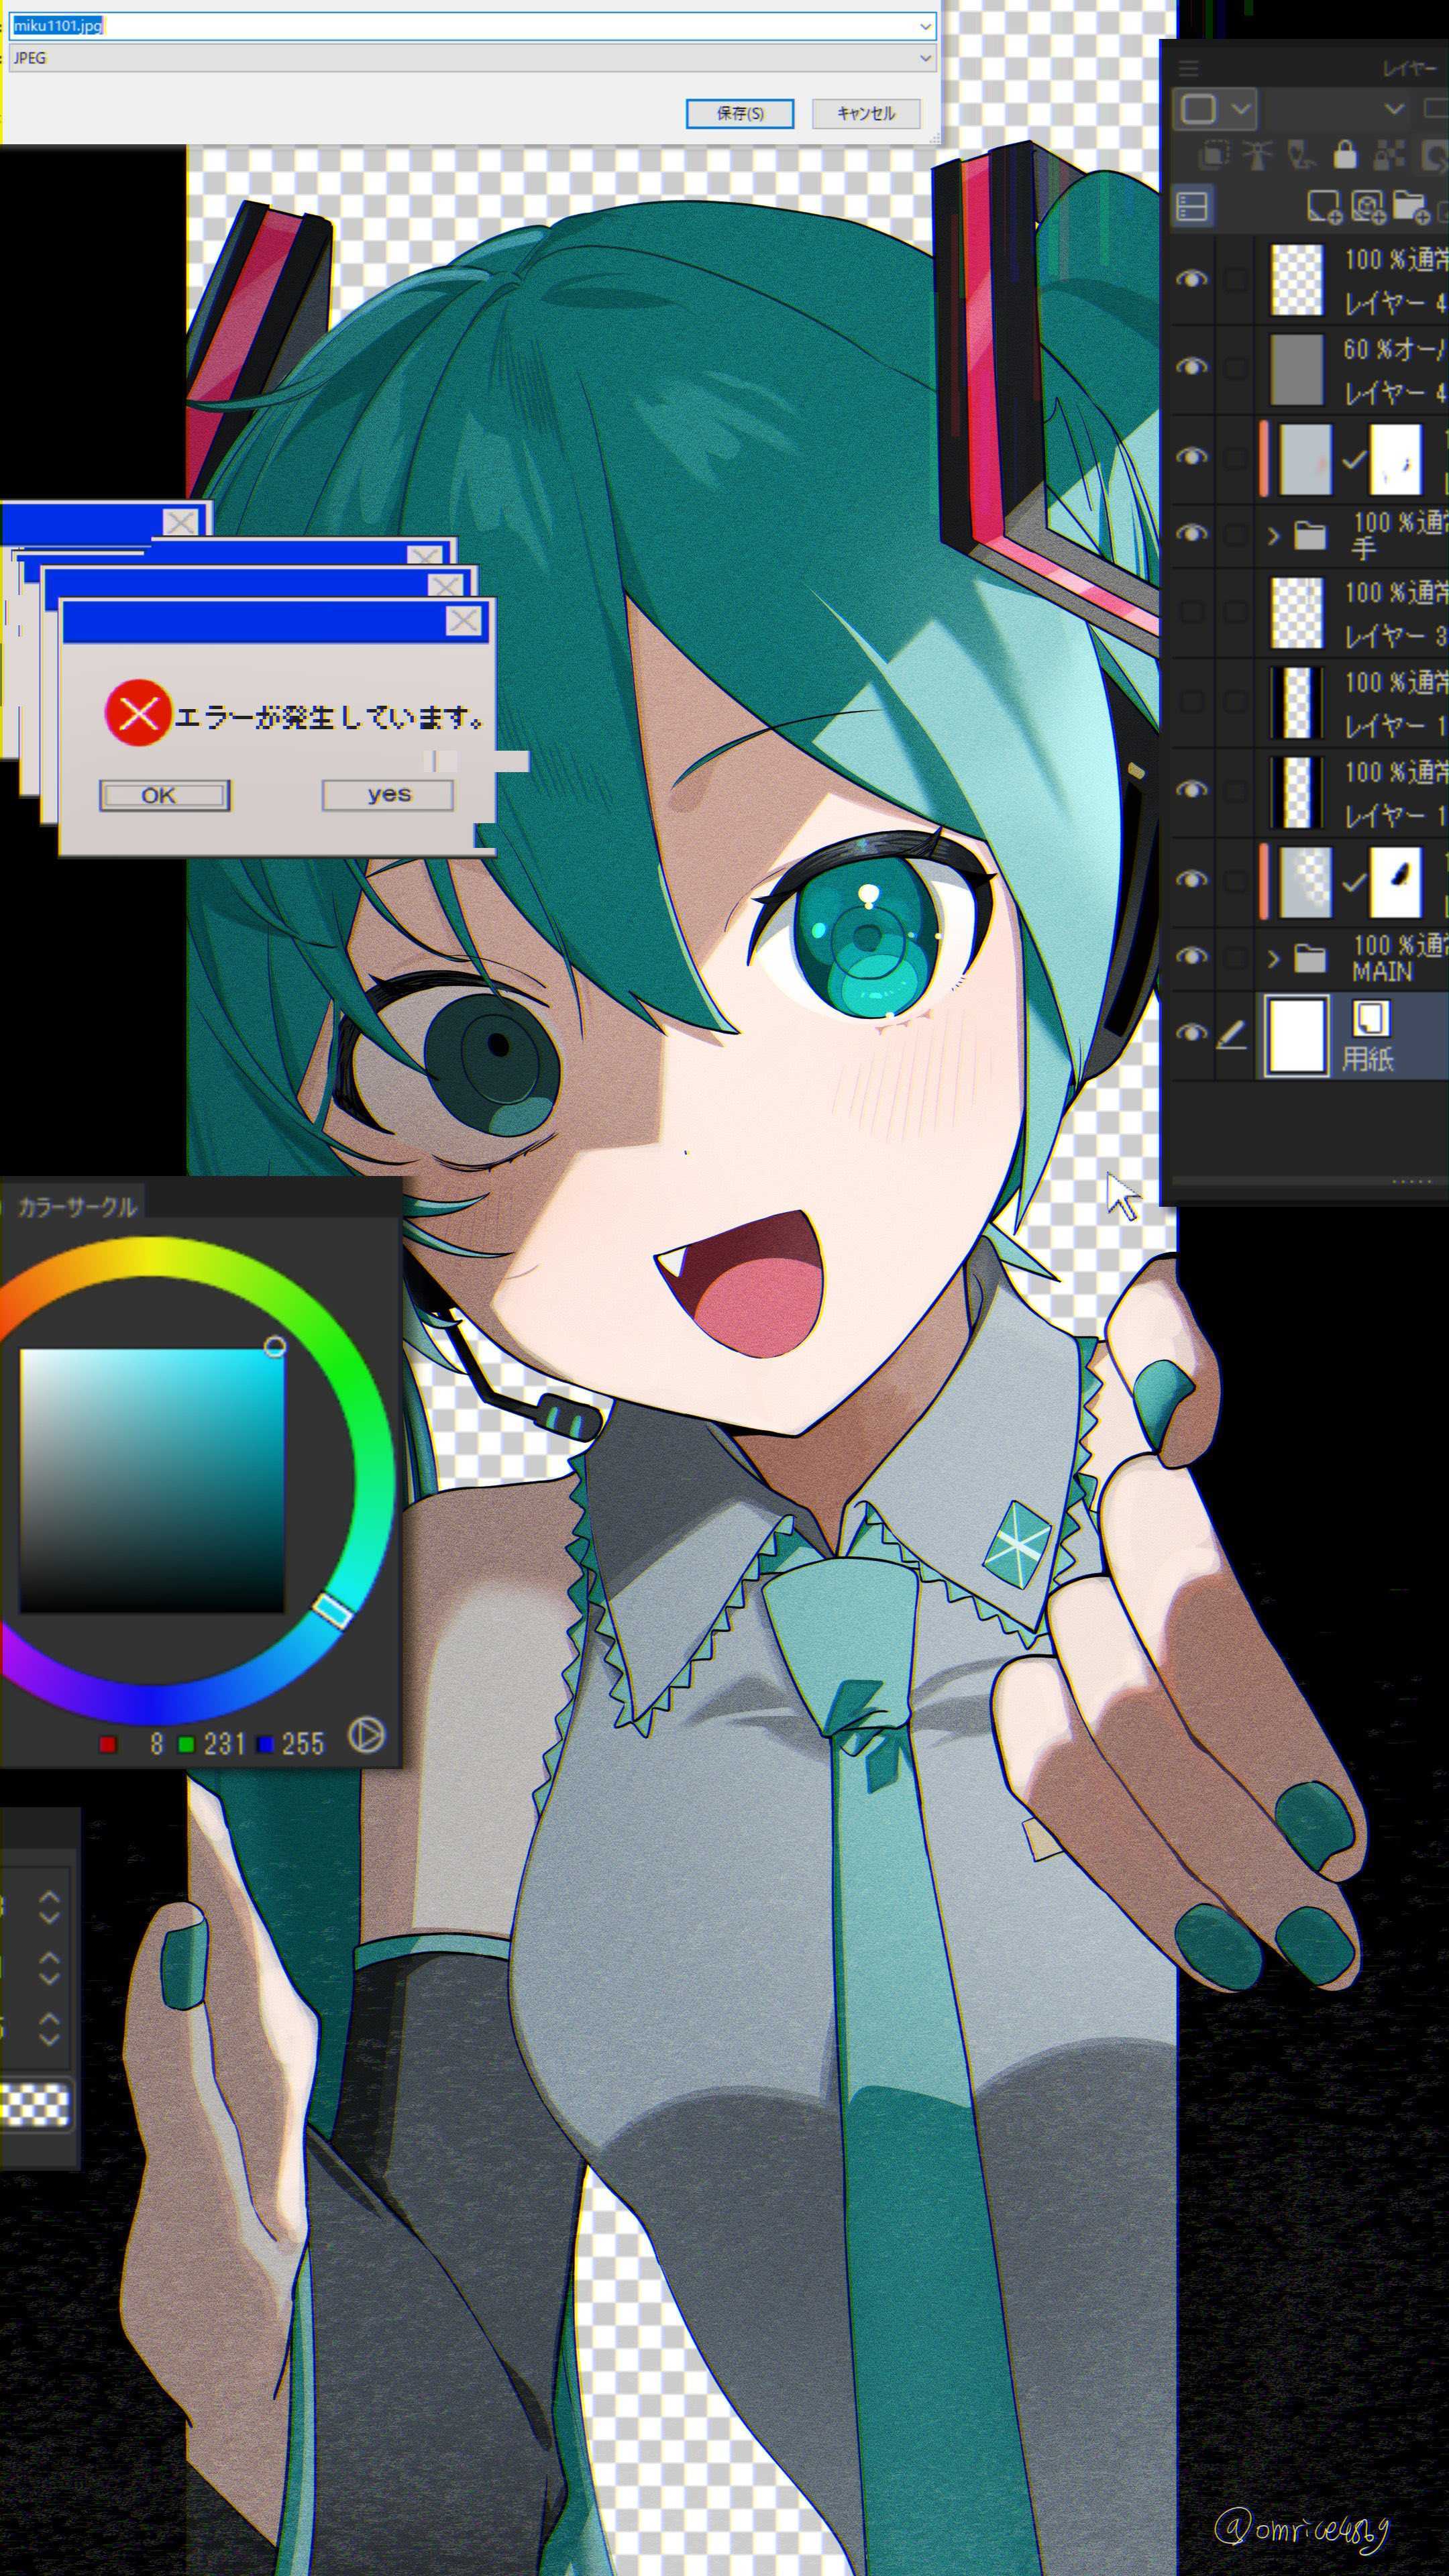 miku1101.jpg
JPEG
保存(S)
キャンセル
レイヤー
100 %通常
レイヤー 4
60 %オー
レイヤー 4
100 %通常
手
100 %通常
レイヤー 3
100 %通常
レイヤー 1
100 %通常
レイヤー 1
100 %通常
MAIN
用紙
エラーが発生しています。
OK
yes
カラーサークル
8 231 255
@omrice4869